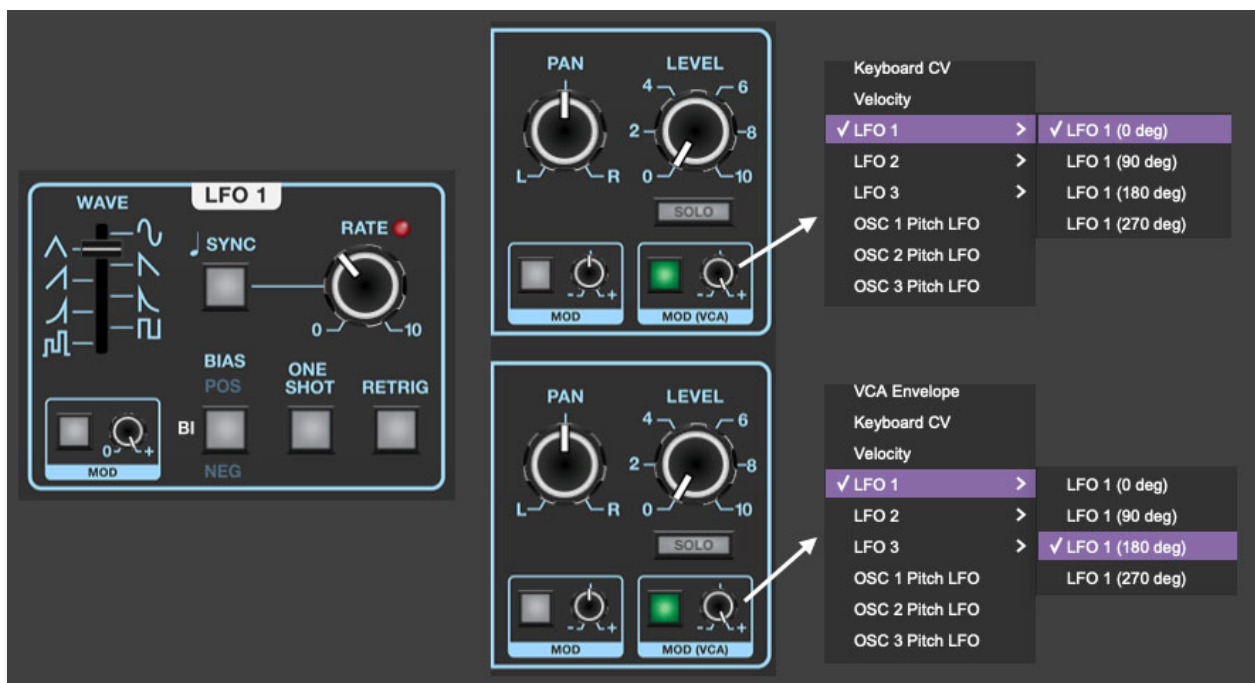 LFO 1
WAVE
SYNC
RATE
0 10
BIAS
POS
BI
NEG
ONE
SHOT
RETRIG
0 +
MOD
PAN
L R
LEVEL
4 6
2 8
0 10
SOLO
- +
MOD
- +
MOD (VCA)
Keyboard CV
Velocity
✓ LFO 1 > ✓ LFO 1 (0 deg)
LFO 2 > LFO 1 (90 deg)
LFO 3 > LFO 1 (180 deg)
OSC 1 Pitch LFO LFO 1 (270 deg)
OSC 2 Pitch LFO
OSC 3 Pitch LFO
PAN
L R
LEVEL
4 6
2 8
0 10
SOLO
- +
MOD
- +
MOD (VCA)
VCA Envelope
Keyboard CV
Velocity
✓ LFO 1 > LFO 1 (0 deg)
LFO 2 > LFO 1 (90 deg)
LFO 3 > ✓ LFO 1 (180 deg)
OSC 1 Pitch LFO LFO 1 (270 deg)
OSC 2 Pitch LFO
OSC 3 Pitch LFO